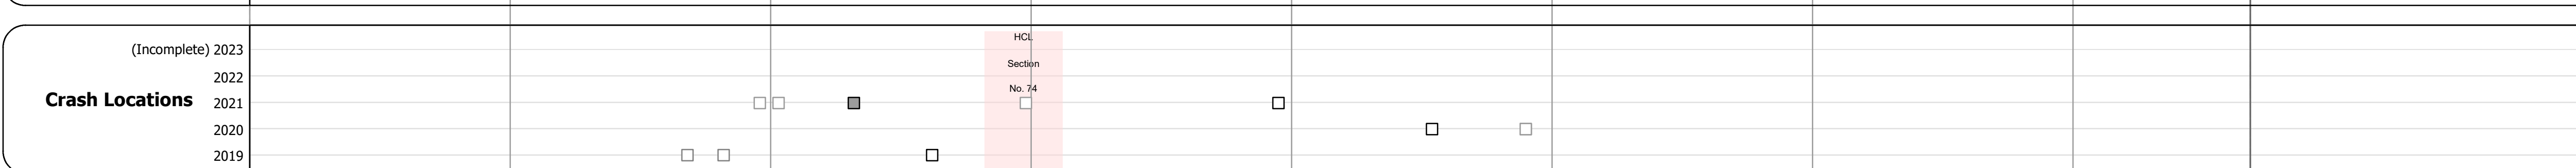 (Incomplete) 2023
HCL
Section
2022
No. 74
Crash Locations
2021
2020
2019